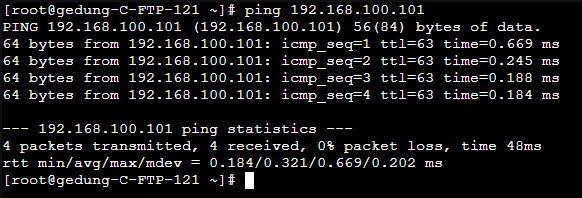 [root@gedung-C-FTP-121 ~]# ping 192.168.100.101
PING 192.168.100.101 (192.168.100.101) 56(84) bytes of data.
64 bytes from 192.168.100.101: icmp_seq=1 ttl=63 time=0.669 ms
64 bytes from 192.168.100.101: icmp_seq=2 ttl=63 time=0.245 ms
64 bytes from 192.168.100.101: icmp_seq=3 ttl=63 time=0.188 ms
64 bytes from 192.168.100.101: icmp_seq=4 ttl=63 time=0.184 ms
--- 192.168.100.101 ping statistics ---
4 packets transmitted, 4 received, 0% packet loss, time 48ms
rtt min/avg/max/mdev = 0.184/0.321/0.669/0.202 ms
[root@gedung-C-FTP-121 ~]#